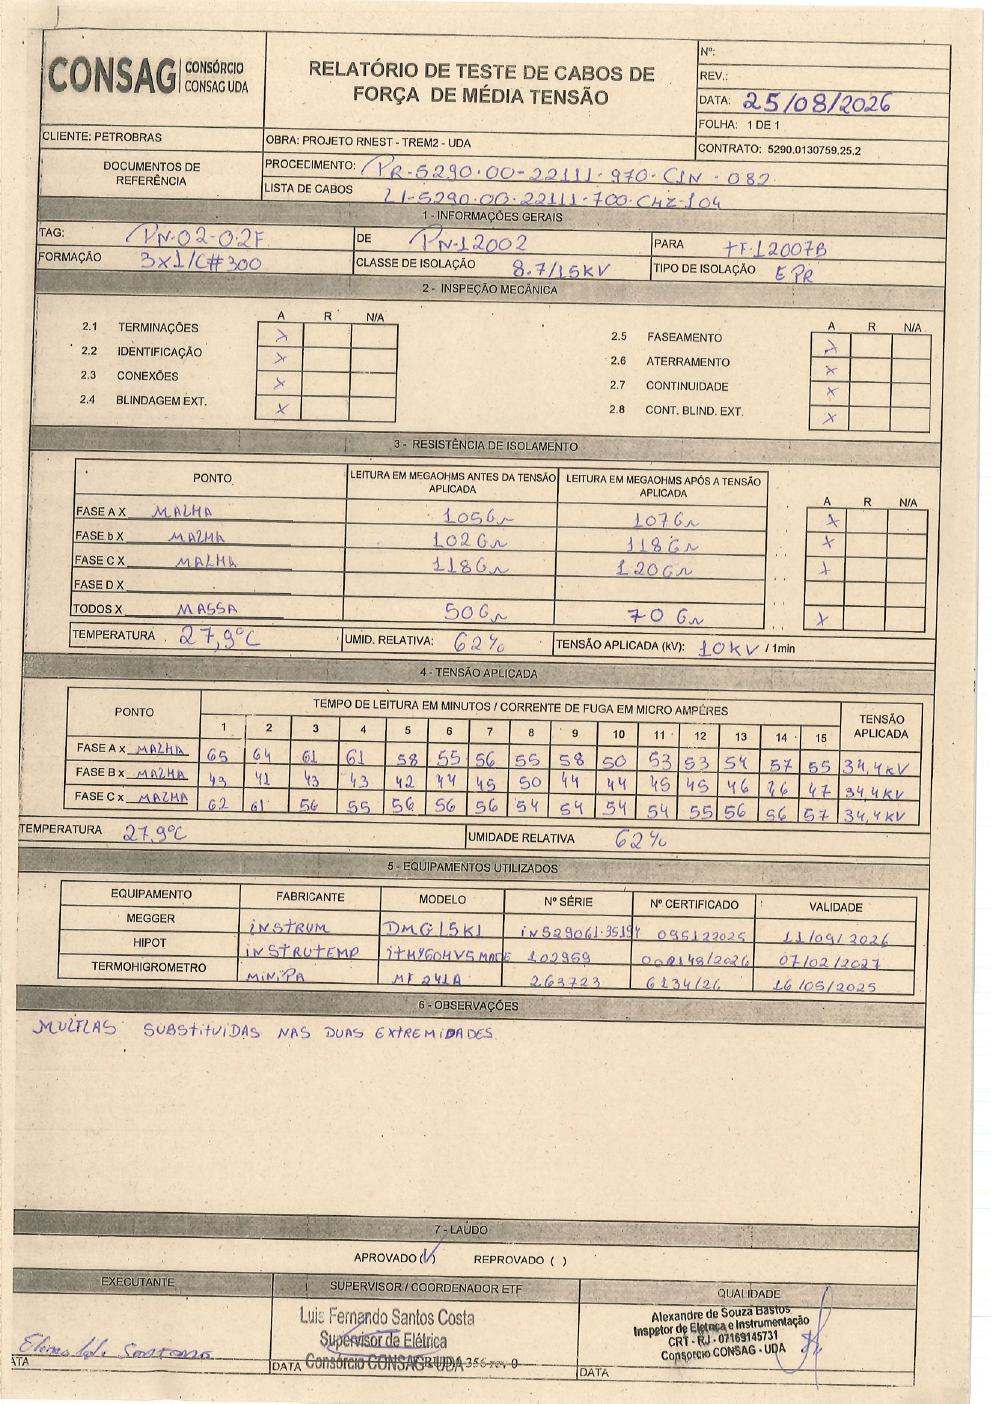 CONSAG CONSÓRCIO CONSAG UDA
RELATÓRIO DE TESTE DE CABOS DE FORÇA DE MÉDIA TENSÃO
Nº:
REV.:
DATA: 25/08/2026
FOLHA: 1 DE 1
CLIENTE: PETROBRAS
OBRA: PROJETO RNEST - TREM2 - UDA
CONTRATO: 5290.0130759.25.2
DOCUMENTOS DE REFERÊNCIA
PROCEDIMENTO: PR-5290.00-22111-970-CIN-082
LISTA DE CABOS LI-5290.00-22111-700-CHZ-104
1 - INFORMAÇÕES GERAIS
TAG: PN-02-02F DE PN-12002 PARA TF-12007B
FORMAÇÃO 3x1/C#300 CLASSE DE ISOLAÇÃO 8.7/15KV TIPO DE ISOLAÇÃO EPR
2 - INSPEÇÃO MECÂNICA
A R N/A A R N/A
2.1 TERMINAÇÕES X 2.5 FASEAMENTO X
2.2 IDENTIFICAÇÃO X 2.6 ATERRAMENTO X
2.3 CONEXÕES X 2.7 CONTINUIDADE X
2.4 BLINDAGEM EXT. X 2.8 CONT. BLIND. EXT. X
3 - RESISTÊNCIA DE ISOLAMENTO
PONTO LEITURA EM MEGAOHMS ANTES DA TENSÃO APLICADA LEITURA EM MEGAOHMS APÓS A TENSÃO APLICADA A R N/A
FASE A X MALHA 105GΩ 107GΩ X
FASE b X MALHA 102GΩ 118GΩ X
FASE C X MALHA 118GΩ 120GΩ X
FASE D X
TODOS X MASSA 50GΩ 70GΩ X
TEMPERATURA 27,9°C UMID. RELATIVA: 62% TENSÃO APLICADA (kV): 10KV / 1min
4 - TENSÃO APLICADA
PONTO TEMPO DE LEITURA EM MINUTOS / CORRENTE DE FUGA EM MICRO AMPÉRES TENSÃO APLICADA
1 2 3 4 5 6 7 8 9 10 11 12 13 14 15
FASE A x MALHA 65 64 61 61 58 55 56 55 58 50 53 53 54 57 55 34,4KV
FASE B x MALHA 43 41 43 43 42 44 45 50 44 44 45 45 46 46 47 34,4KV
FASE C x MALHA 62 61 56 55 56 56 56 54 54 54 54 55 56 56 57 34,4KV
TEMPERATURA 27,9°C UMIDADE RELATIVA 62%
5 - EQUIPAMENTOS UTILIZADOS
EQUIPAMENTO FABRICANTE MODELO Nº SÉRIE Nº CERTIFICADO VALIDADE
MEGGER INSTRUM DMG15KI 095122025 11/09/2026
HIPOT INSTRUTEMP 102959 07/02/2027
TERMOHIGROMETRO MINIPA MT 241A 263723 6134/26 16/05/2025
6 - OBSERVAÇÕES
MUFLAS SUBSTITUIDAS NAS DUAS EXTREMIDADES.
7 - LAUDO
APROVADO (V) REPROVADO ( )
EXECUTANTE SUPERVISOR / COORDENADOR ETF QUALIDADE
Luis Fernando Santos Costa
Supervisor de Elétrica
Consórcio CONSAG UDA
Alexandre de Souza Bastos
Inspetor de Elétrica e Instrumentação
CRT - RJ - 07169145731
Consórcio CONSAG - UDA
Santana
DATA DATA DATA